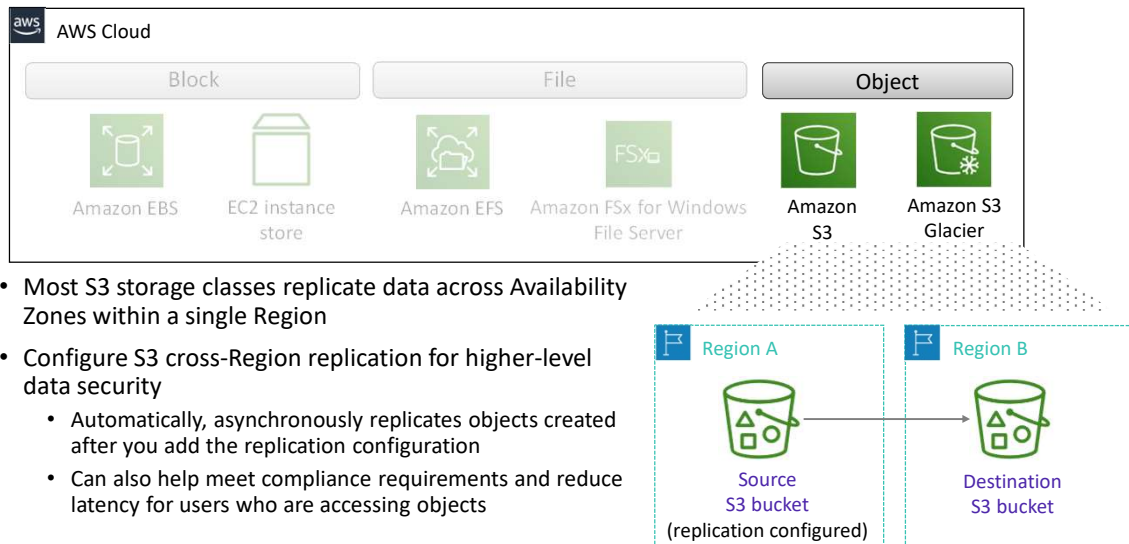 aws
AWS Cloud
Block
File
Object
FSx
Amazon EBS
EC2 instance
store
Amazon EFS
Amazon FSx for Windows
File Server
Amazon
S3
Amazon S3
Glacier
• Most S3 storage classes replicate data across Availability
Zones within a single Region
• Configure S3 cross-Region replication for higher-level
data security
• Automatically, asynchronously replicates objects created
after you add the replication configuration
• Can also help meet compliance requirements and reduce
latency for users who are accessing objects
Region A
Source
S3 bucket
(replication configured)
Region B
Destination
S3 bucket